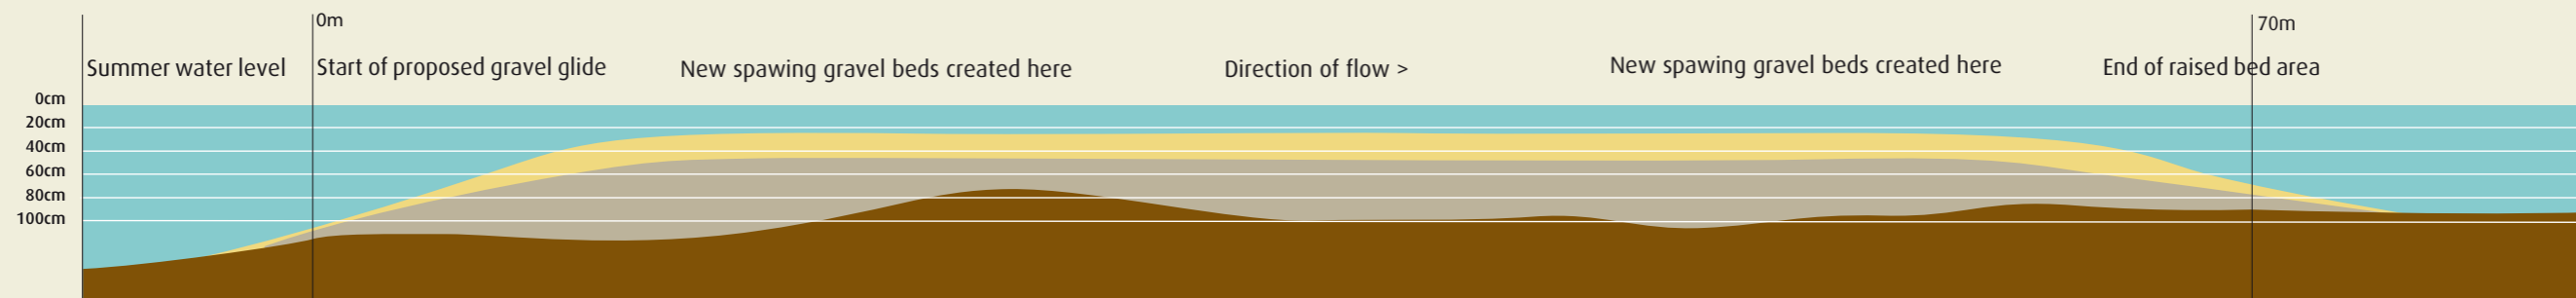 0m
70m
Summer water level
Start of proposed gravel glide
New spawing gravel beds created here
Direction of flow >
New spawing gravel beds created here
End of raised bed area
0cm
20cm
40cm
60cm
80cm
100cm